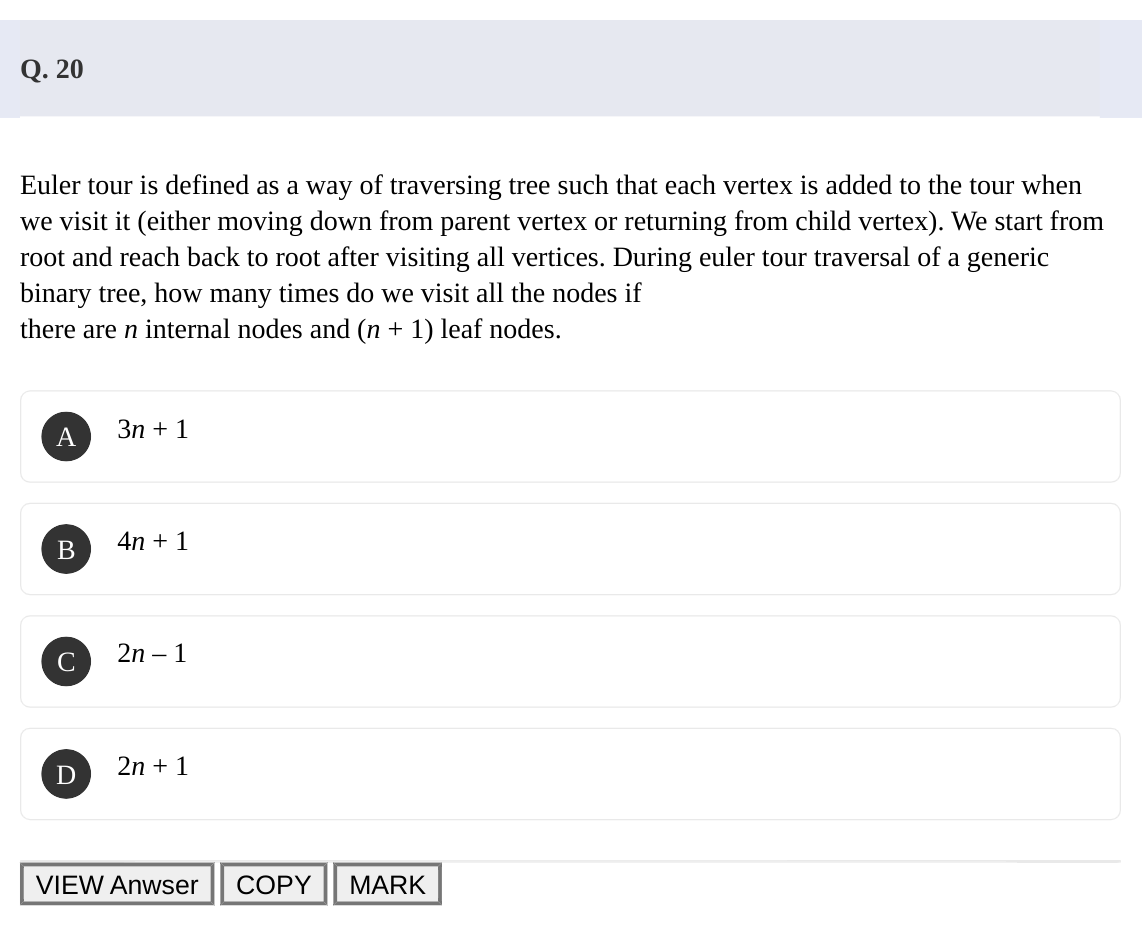 Q. 20
Euler tour is defined as a way of traversing tree such that each vertex is added to the tour when
we visit it (either moving down from parent vertex or returning from child vertex). We start from
root and reach back to root after visiting all vertices. During euler tour traversal of a generic
binary tree, how many times do we visit all the nodes if
there are n internal nodes and (n + 1) leaf nodes.
A 3n + 1
B 4n + 1
C 2n – 1
D 2n + 1
VIEW Anwser COPY MARK